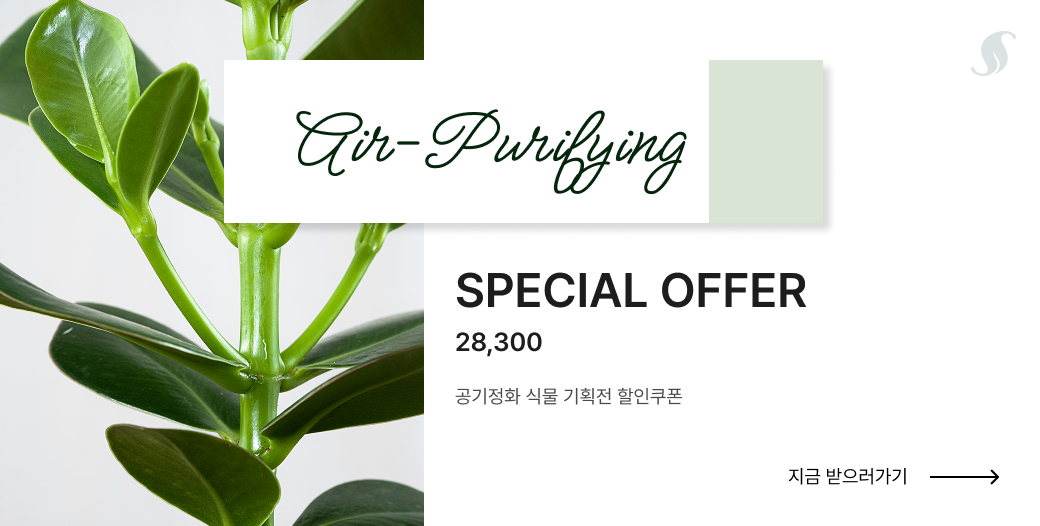 Air-Purifying
SPECIAL OFFER
28,300
공기정화 식물 기획전 할인쿠폰
지금 받으러가기